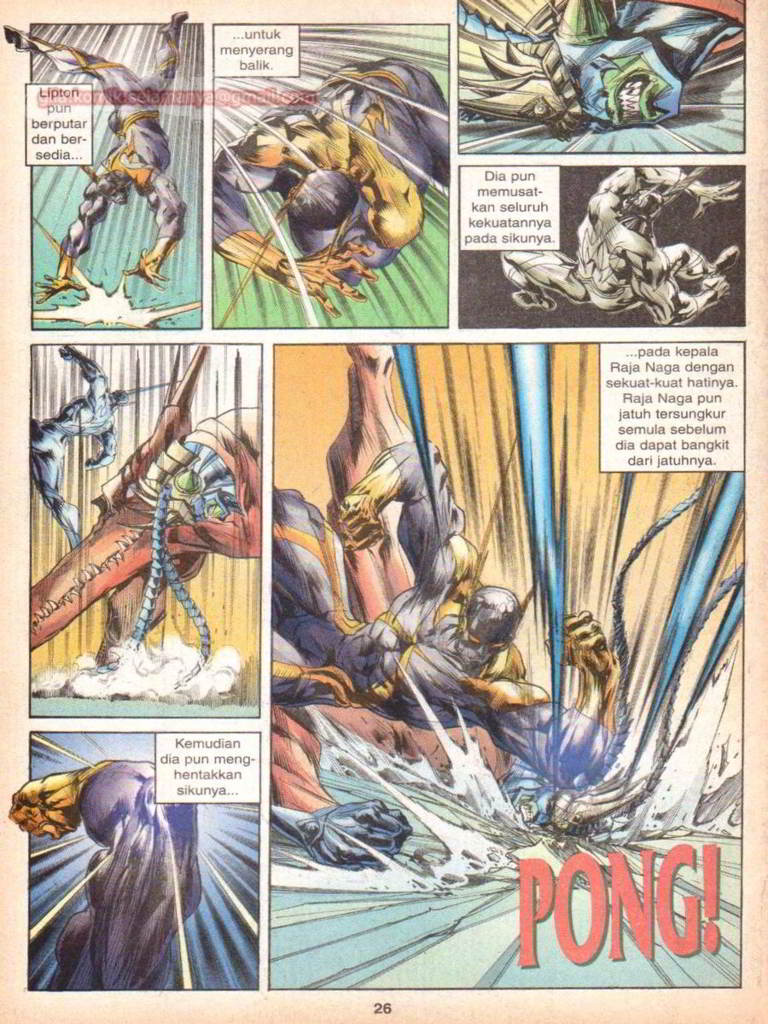 Lipton
pun
berputar
dan ber-
sedia...
...untuk
menyerang
balik.
Dia pun
memusat-
kan seluruh
kekuatannya
pada sikunya.
Kemudian
dia pun meng-
hentakkan
sikunya...
...pada kepala
Raja Naga dengan
sekuat-kuat hatinya.
Raja Naga pun
jatuh tersungkur
semula sebelum
dia dapat bangkit
dari jatuhnya.
PONG!
26